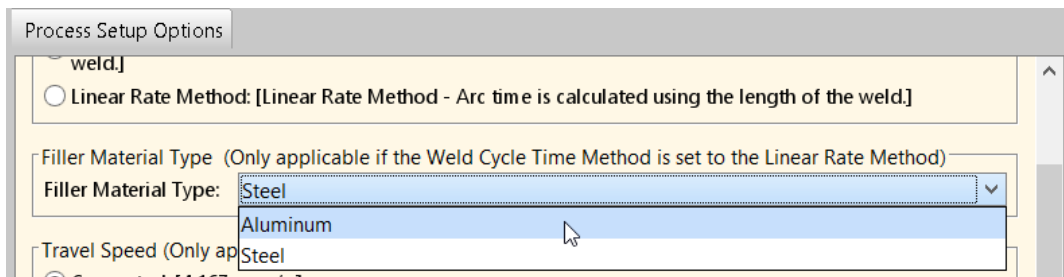 Process Setup Options
weld.]
Linear Rate Method: [Linear Rate Method - Arc time is calculated using the length of the weld.]
Filler Material Type (Only applicable if the Weld Cycle Time Method is set to the Linear Rate Method)
Filler Material Type: Steel
Aluminum
Travel Speed (Only ap
Steel